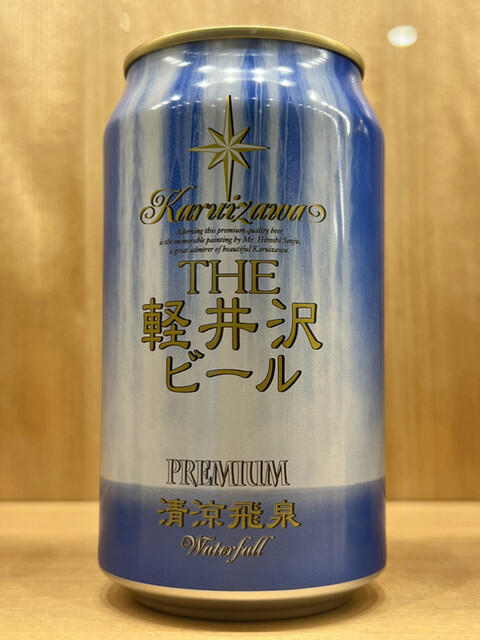 Karuizawa
Adorning this premium quality beer
is the memorable painting by Mr. Hiroshi Senju,
a great admirer of beautiful Karuizawa.
THE
軽井沢
ビール
PREMIUM
清涼飛泉
Waterfall